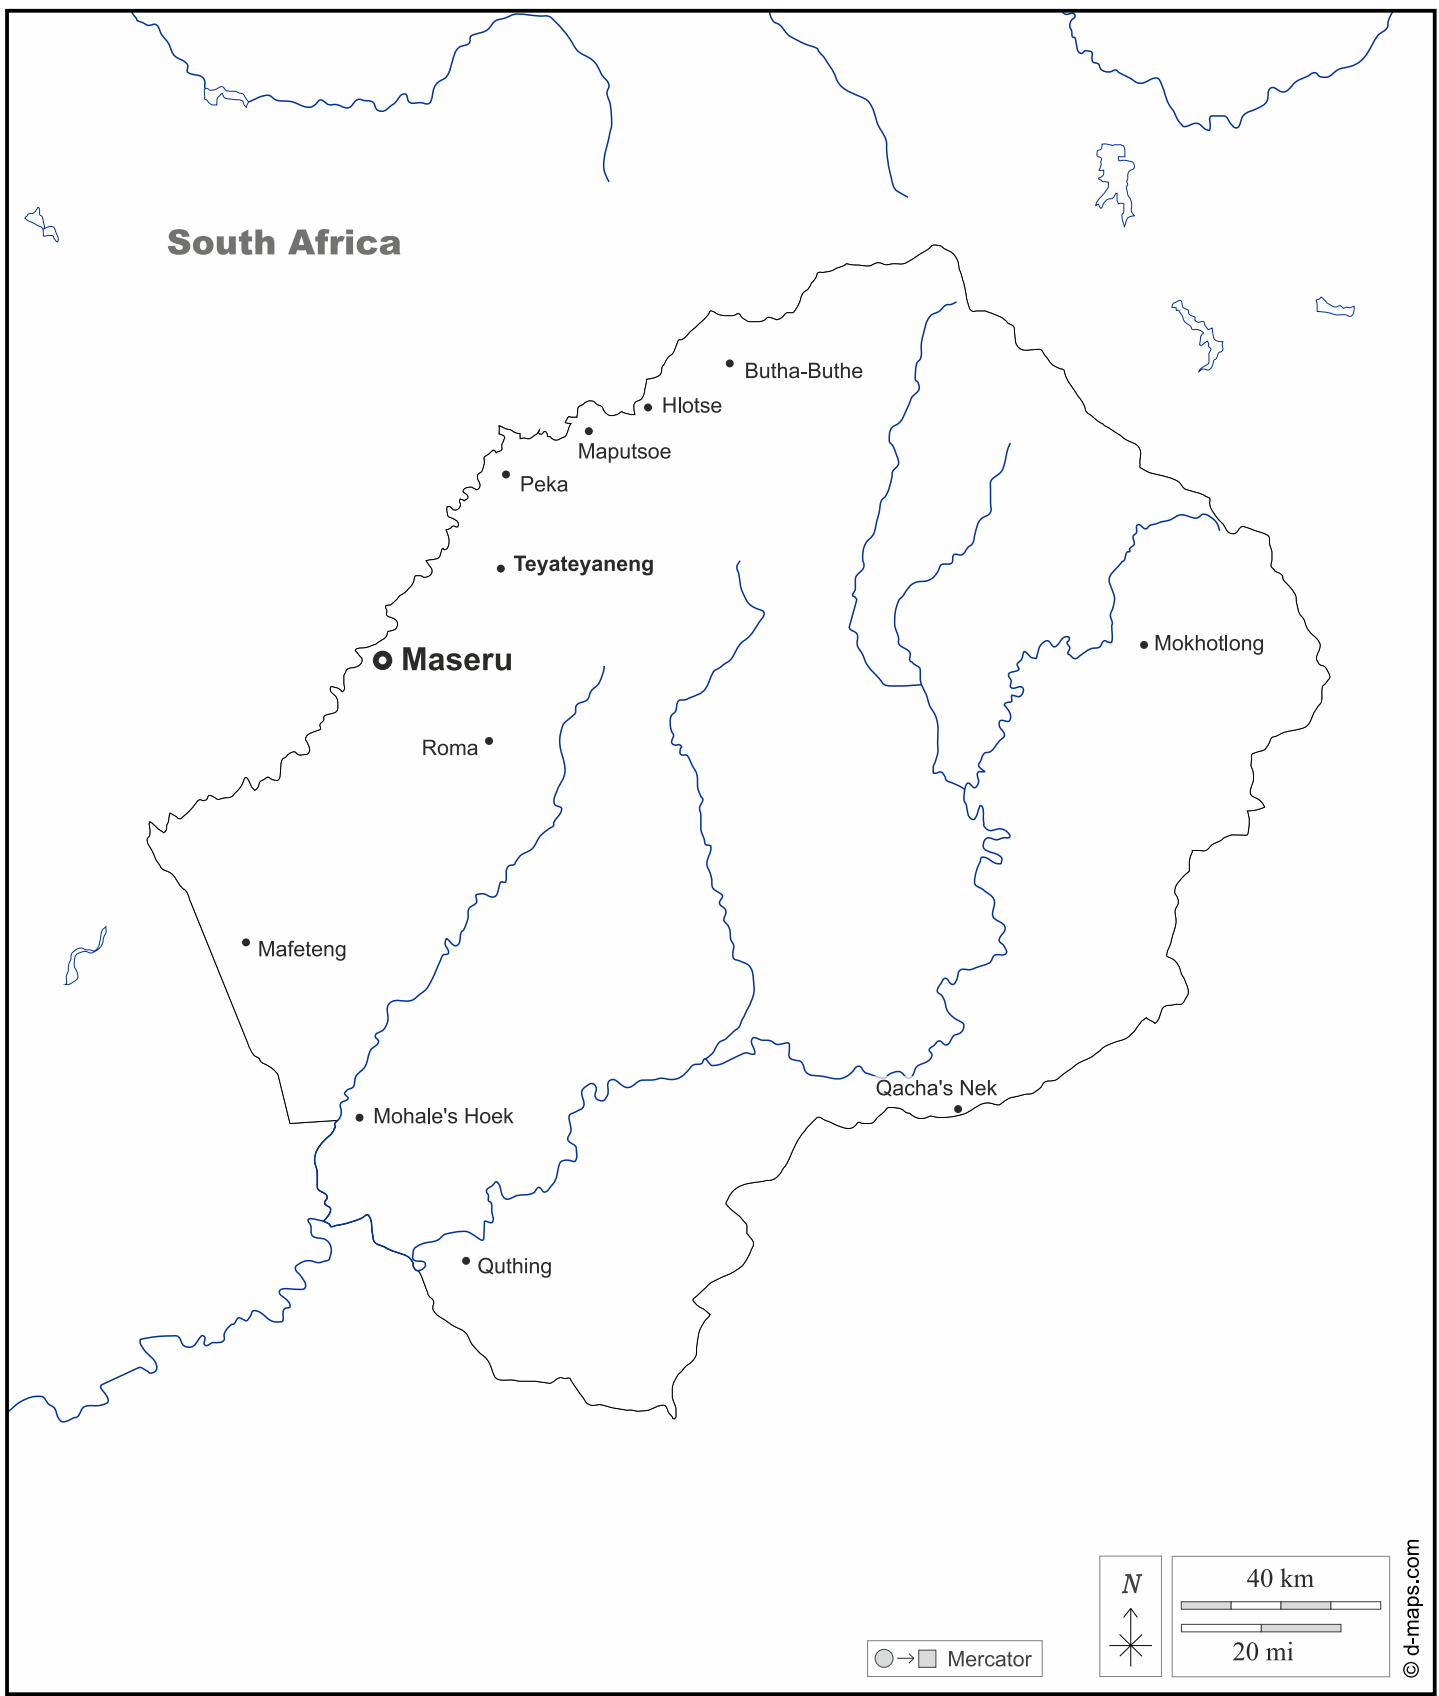 South Africa
Butha-Buthe
Hlotse
Maputsoe
Peka
Teyateyaneng
Mokhotlong
Maseru
Roma
Mafeteng
Qacha's Nek
Mohale's Hoek
Quthing
N
40 km
20 mi
Mercator
© d-maps.com